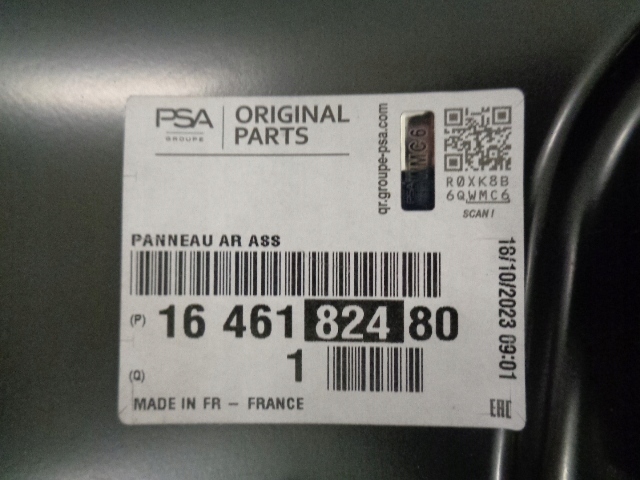 PSA
GROUPE
ORIGINAL
PARTS
qr.groupe-psa.com
MC6
R0XK8B
6QWMC6
SCAN!
PANNEAU AR ASS
18/10/2023 09:01
(P) 16 461 824 80
(Q) 1
MADE IN FR – FRANCE
EAC